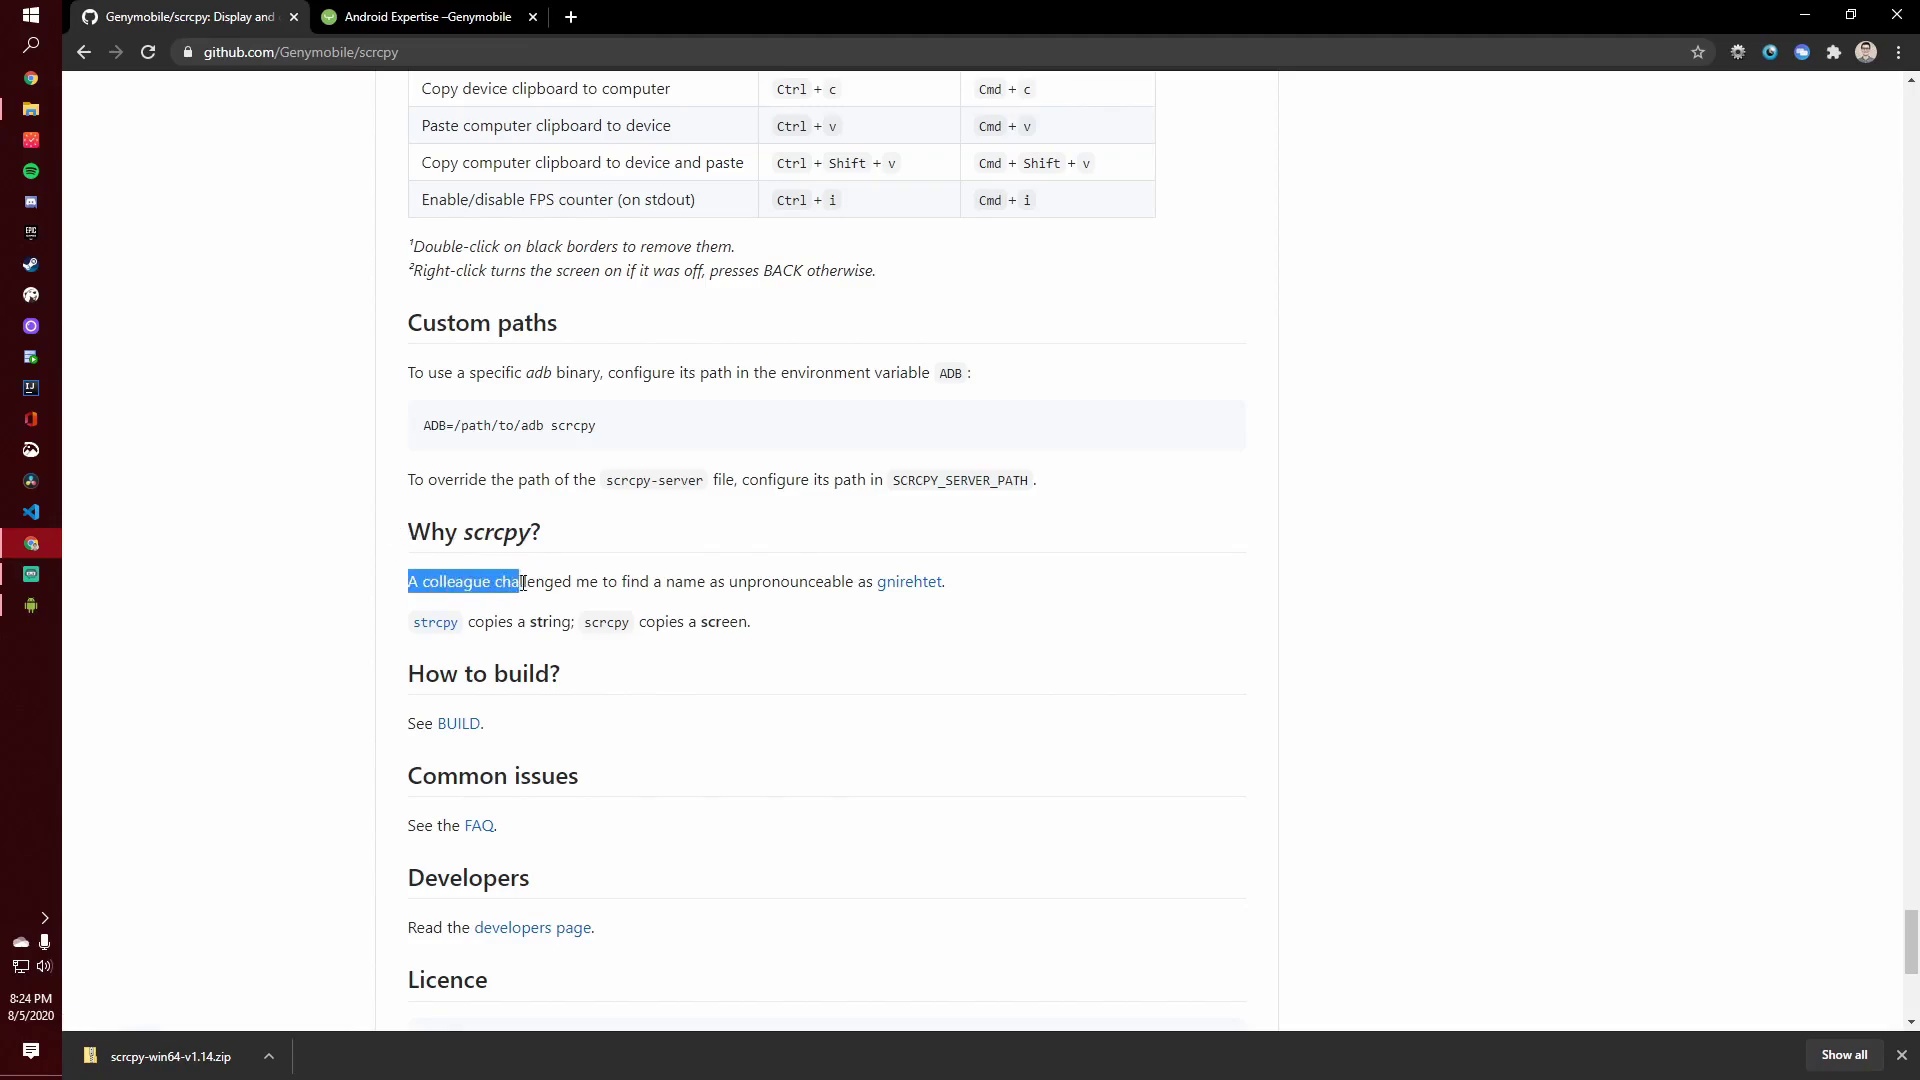 Genymobile/scrcpy: Display and
Android Expertise –Genymobile
github.com/Genymobile/scrcpy
Copy device clipboard to computer Ctrl + c Cmd + c
Paste computer clipboard to device Ctrl + v Cmd + v
Copy computer clipboard to device and paste Ctrl + Shift + v Cmd + Shift + v
Enable/disable FPS counter (on stdout) Ctrl + i Cmd + i
¹Double-click on black borders to remove them.
²Right-click turns the screen on if it was off, presses BACK otherwise.
Custom paths
To use a specific adb binary, configure its path in the environment variable ADB :
ADB=/path/to/adb scrcpy
To override the path of the scrcpy-server file, configure its path in SCRCPY_SERVER_PATH .
Why scrcpy?
A colleague challenged me to find a name as unpronounceable as gnirehtet.
strcpy copies a string; scrcpy copies a screen.
How to build?
See BUILD.
Common issues
See the FAQ.
Developers
Read the developers page.
Licence
EPIC
IJ
8:24 PM
8/5/2020
scrcpy-win64-v1.14.zip
Show all